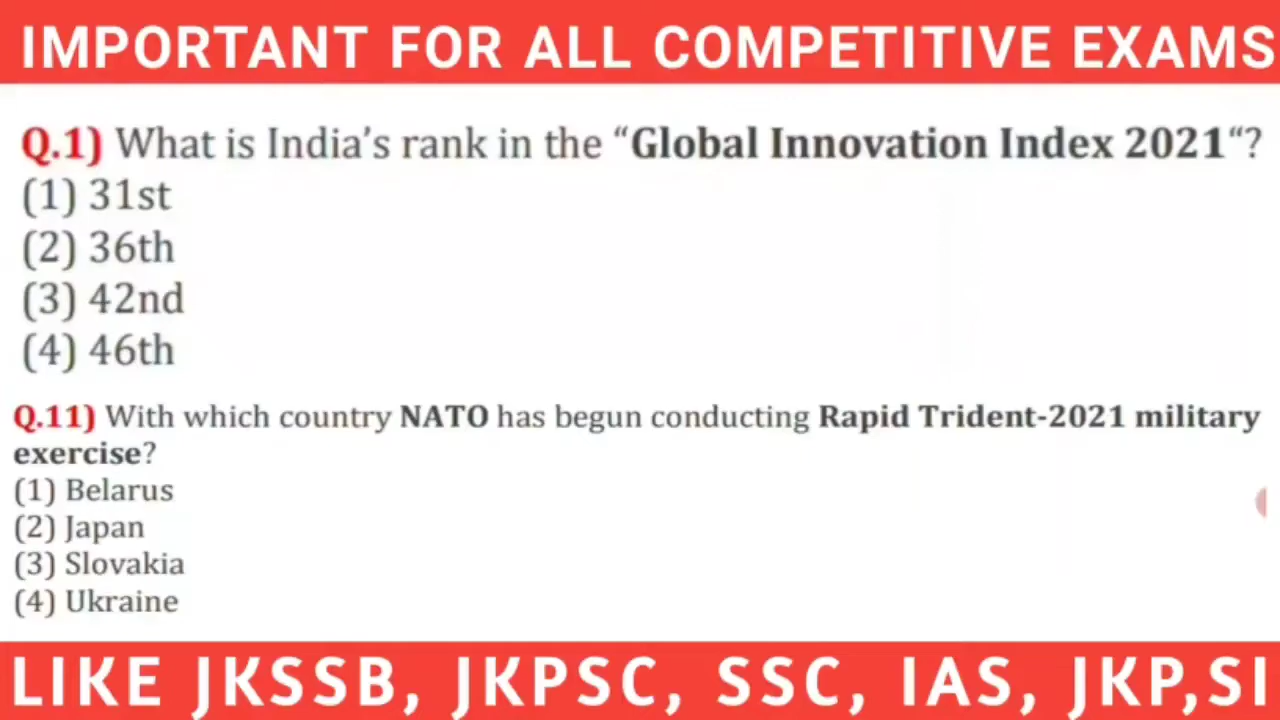 IMPORTANT FOR ALL COMPETITIVE EXAMS
Q.1) What is India’s rank in the “Global Innovation Index 2021“?
(1) 31st
(2) 36th
(3) 42nd
(4) 46th
Q.11) With which country NATO has begun conducting Rapid Trident-2021 military
exercise?
(1) Belarus
(2) Japan
(3) Slovakia
(4) Ukraine
LIKE JKSSB, JKPSC, SSC, IAS, JKP,SI